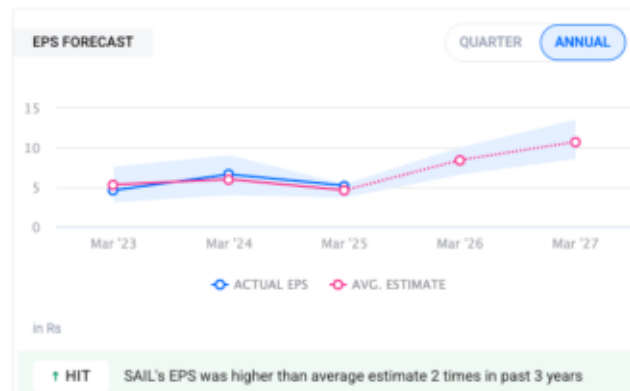 EPS FORECAST
QUARTER ANNUAL
15
10
5
0
Mar '23 Mar '24 Mar '25 Mar '26 Mar '27
ACTUAL EPS AVG. ESTIMATE
in Rs
↑ HIT SAIL's EPS was higher than average estimate 2 times in past 3 years